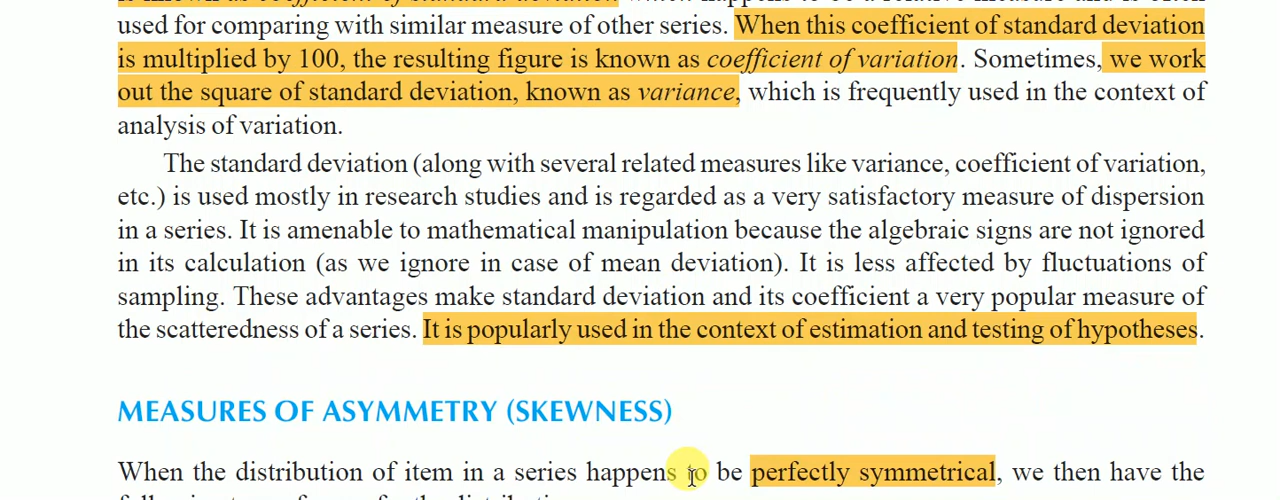 used for comparing with similar measure of other series. When this coefficient of standard deviation
is multiplied by 100, the resulting figure is known as coefficient of variation. Sometimes, we work
out the square of standard deviation, known as variance, which is frequently used in the context of
analysis of variation.
The standard deviation (along with several related measures like variance, coefficient of variation,
etc.) is used mostly in research studies and is regarded as a very satisfactory measure of dispersion
in a series. It is amenable to mathematical manipulation because the algebraic signs are not ignored
in its calculation (as we ignore in case of mean deviation). It is less affected by fluctuations of
sampling. These advantages make standard deviation and its coefficient a very popular measure of
the scatteredness of a series. It is popularly used in the context of estimation and testing of hypotheses.
MEASURES OF ASYMMETRY (SKEWNESS)
When the distribution of item in a series happens to be perfectly symmetrical, we then have the